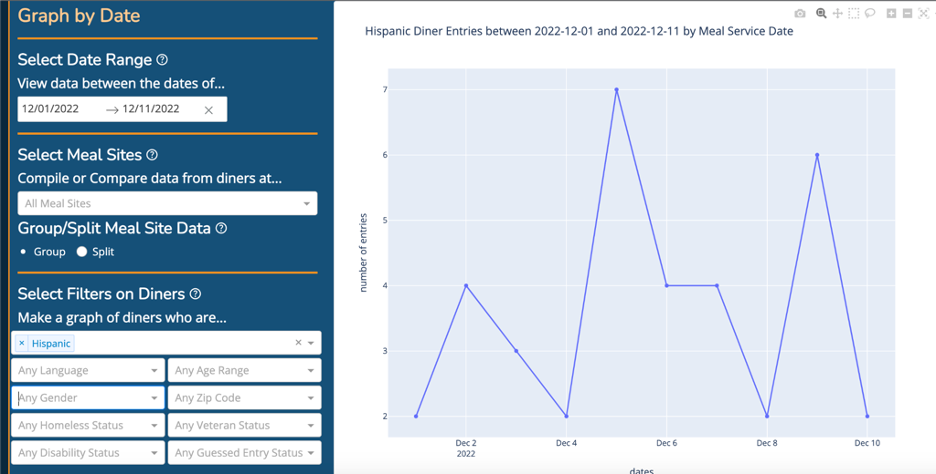 Graph by Date
Select Date Range ?
View data between the dates of...
12/01/2022 → 12/11/2022 ×
Select Meal Sites ?
Compile or Compare data from diners at...
All Meal Sites
Group/Split Meal Site Data ?
Group Split
Select Filters on Diners ?
Make a graph of diners who are...
× Hispanic ×
Any Language Any Age Range
Any Gender Any Zip Code
Any Homeless Status Any Veteran Status
Any Disability Status Any Guessed Entry Status
Hispanic Diner Entries between 2022-12-01 and 2022-12-11 by Meal Service Date
number of entries
7
6
5
4
3
2
Dec 2 Dec 4 Dec 6 Dec 8 Dec 10
2022
dates